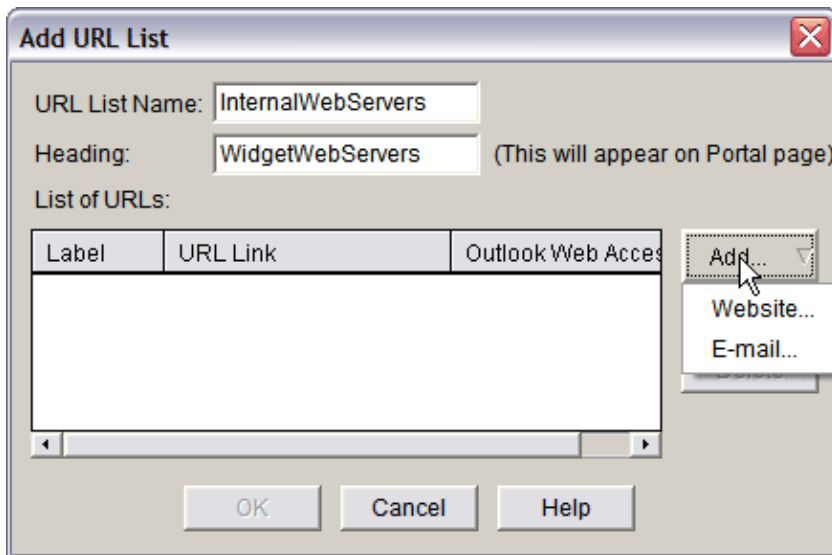 Add URL List
URL List Name: InternalWebServers
Heading: WidgetWebServers (This will appear on Portal page)
List of URLs:
Label URL Link Outlook Web Acces
Add...
Website...
E-mail...
OK Cancel Help